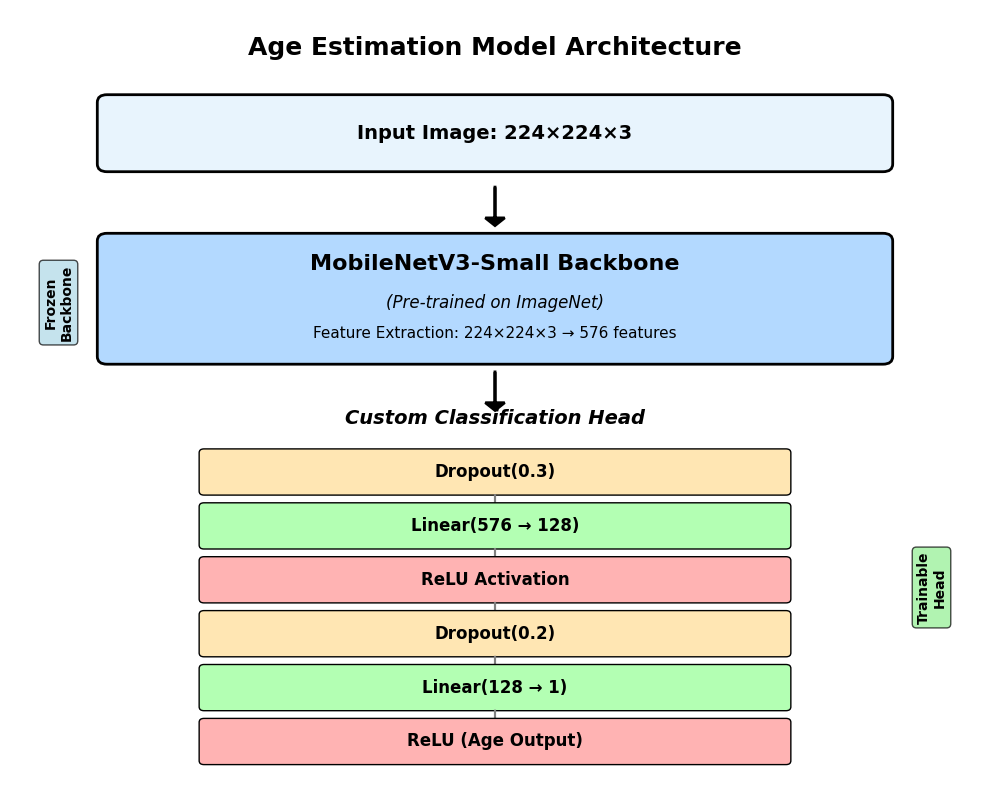 Age Estimation Model Architecture
Input Image: 224×224×3
MobileNetV3-Small Backbone
(Pre-trained on ImageNet)
Feature Extraction: 224×224×3 → 576 features
Frozen
Backbone
Custom Classification Head
Dropout(0.3)
Linear(576 → 128)
ReLU Activation
Dropout(0.2)
Linear(128 → 1)
ReLU (Age Output)
Trainable
Head